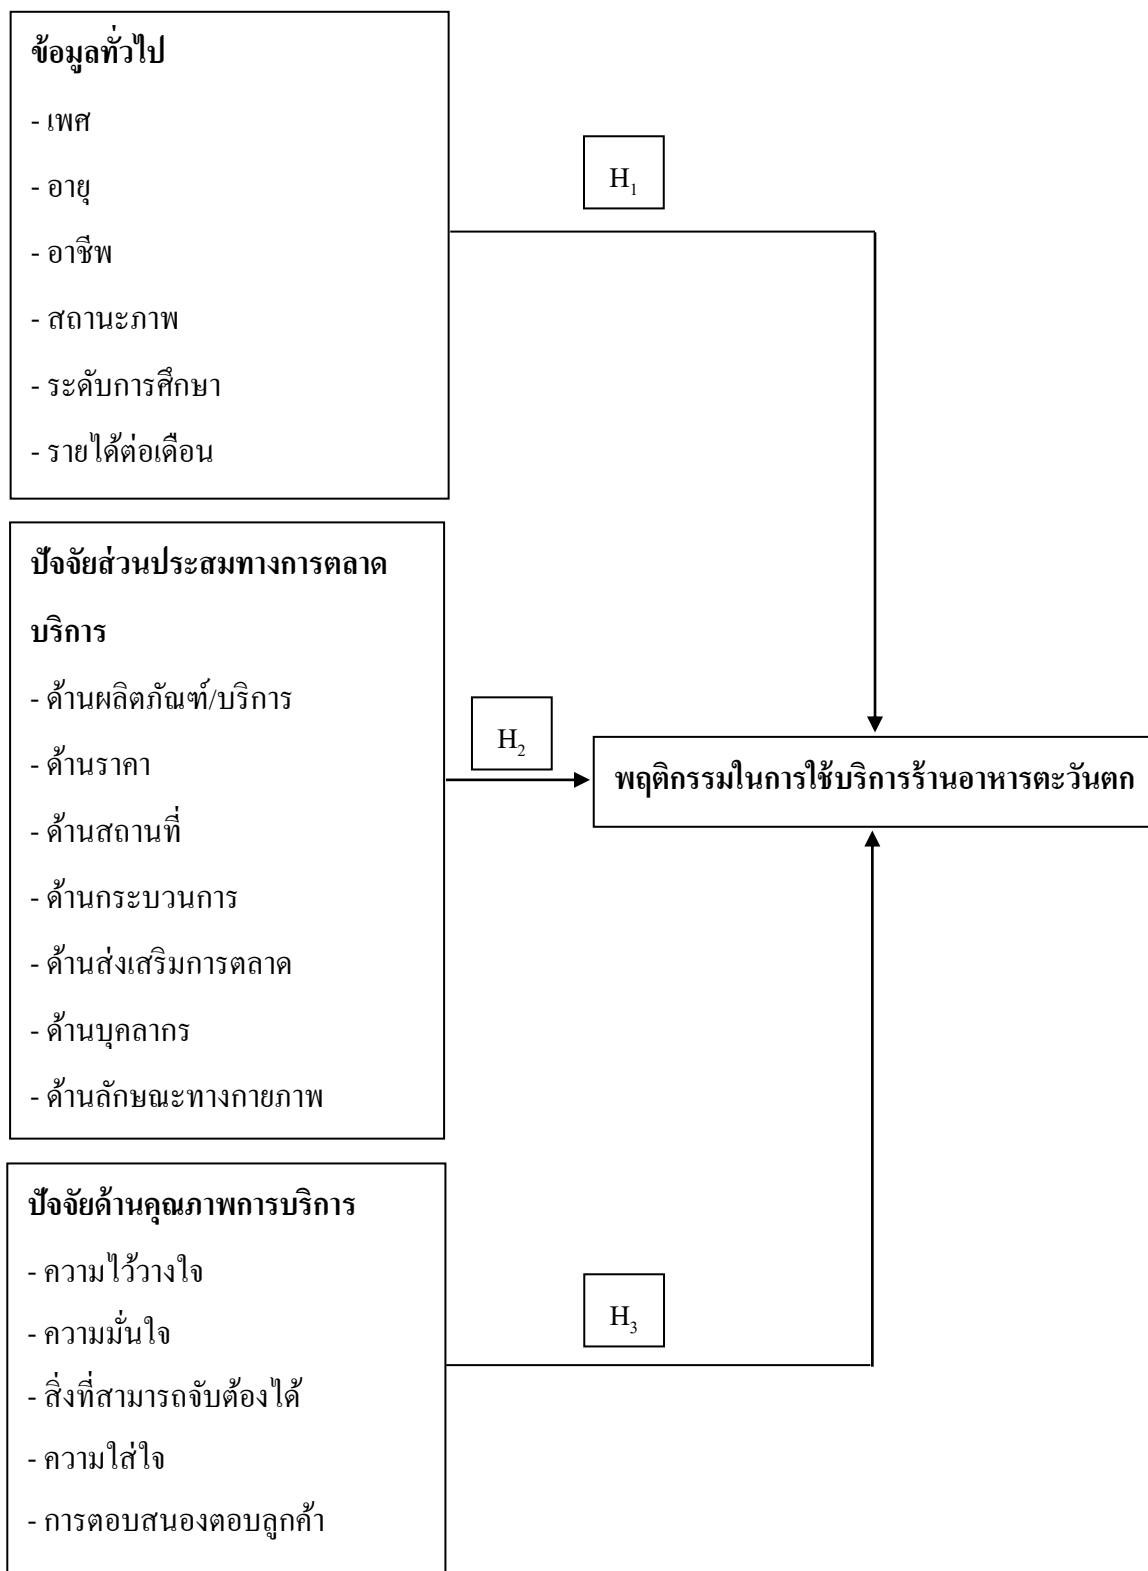 ข้อมูลทั่วไป
- เพศ
- อายุ
- อาชีพ
- สถานะภาพ
- ระดับการศึกษา
- รายได้ต่อเดือน
H₁
ปัจจัยส่วนประสมทางการตลาด
บริการ
- ด้านผลิตภัณฑ์/บริการ
- ด้านราคา
- ด้านสถานที่
- ด้านกระบวนการ
- ด้านส่งเสริมการตลาด
- ด้านบุคลากร
- ด้านลักษณะทางกายภาพ
H₂
พฤติกรรมในการใช้บริการร้านอาหารตะวันตก
ปัจจัยด้านคุณภาพการบริการ
- ความไว้วางใจ
- ความมั่นใจ
- สิ่งที่สามารถจับต้องได้
- ความใส่ใจ
- การตอบสนองตอบลูกค้า
H₃